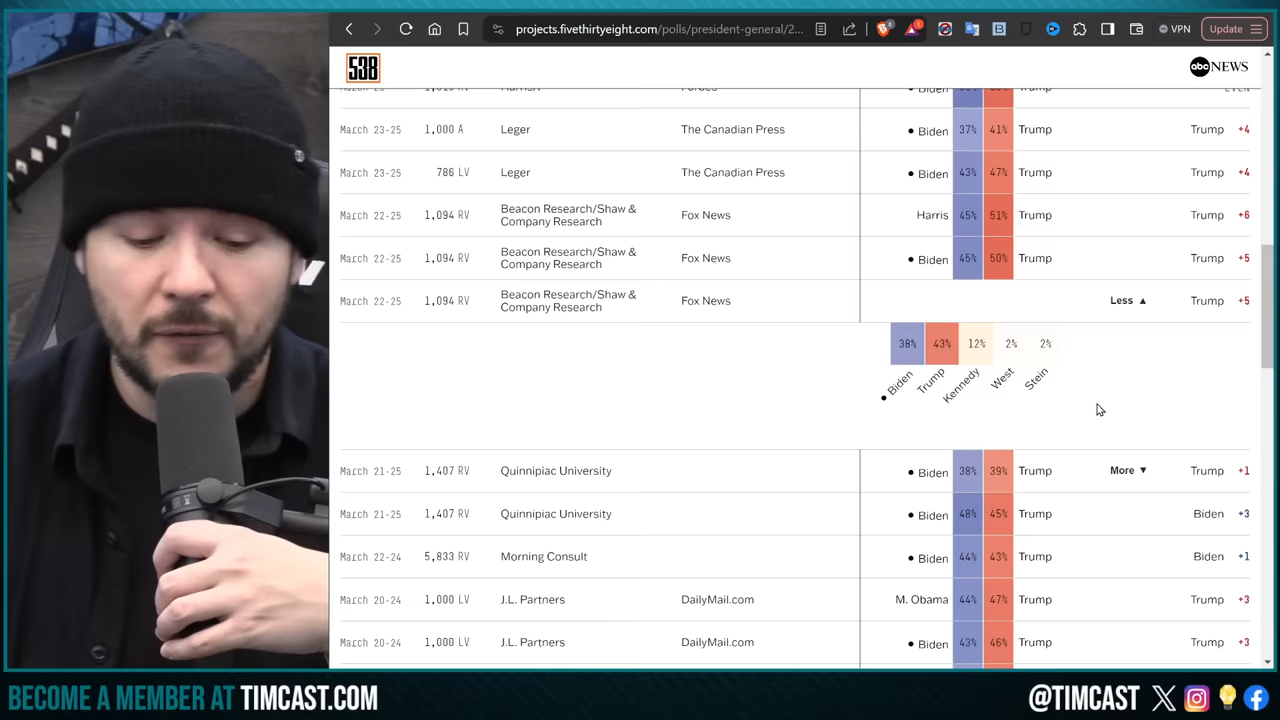 projects.fivethirtyeight.com/polls/president-general/2...
VPN
Update
538
abc NEWS
Biden Trump
March 23-25 1,000 A Leger The Canadian Press Biden 37% 41% Trump Trump +4
March 23-25 786 LV Leger The Canadian Press Biden 43% 47% Trump Trump +4
March 22-25 1,094 RV Beacon Research/Shaw & Company Research Fox News Harris 45% 51% Trump Trump +6
March 22-25 1,094 RV Beacon Research/Shaw & Company Research Fox News Biden 45% 50% Trump Trump +5
March 22-25 1,094 RV Beacon Research/Shaw & Company Research Fox News Less ▲ Trump +5
38% 43% 12% 2% 2%
Biden Trump Kennedy West Stein
March 21-25 1,407 RV Quinnipiac University Biden 38% 39% Trump More ▼ Trump +1
March 21-25 1,407 RV Quinnipiac University Biden 48% 45% Trump Biden +3
March 22-24 5,833 RV Morning Consult Biden 44% 43% Trump Biden +1
March 20-24 1,000 LV J.L. Partners DailyMail.com M. Obama 44% 47% Trump Trump +3
March 20-24 1,000 LV J.L. Partners DailyMail.com Biden 43% 46% Trump Trump +3
BECOME A MEMBER AT TIMCAST.COM
@TIMCAST